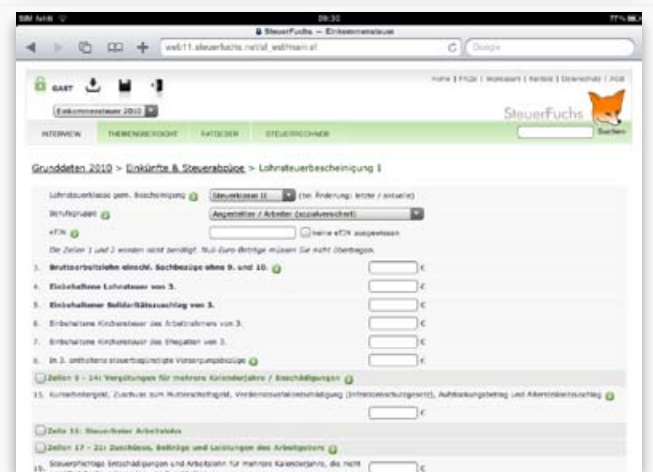 09:30 77%
SteuerFuchs — Einkommensteuer
web11.steuerfuchs.net/sf_est/main.sf
Google
GAST
Home | FAQs | Impressum | Kontakt | Datenschutz | AGB
Einkommensteuer 2010
SteuerFuchs
INTERVIEW THEMENÜBERSICHT RATGEBER STEUERRECHNER
Suchen
Grunddaten 2010 > Einkünfte & Steuerabzüge > Lohnsteuerbescheinigung 1
Lohnsteuerklasse gem. Bescheinigung Steuerklasse II (bei Änderung: letzte / aktuelle)
Berufsgruppe Angestellter / Arbeiter (sozialversichert)
eTIN keine eTIN ausgewiesen
Die Zeilen 1 und 2 werden nicht benötigt. Null-Euro-Beträge müssen Sie nicht übertragen.
3. Bruttoarbeitslohn einschl. Sachbezüge ohne 9. und 10. €
4. Einbehaltene Lohnsteuer von 3. €
5. Einbehaltener Solidaritätszuschlag von 3. €
6. Einbehaltene Kirchensteuer des Arbeitnehmers von 3. €
7. Einbehaltene Kirchensteuer des Ehegatten von 3. €
8. In 3. enthaltene steuerbegünstigte Versorgungsbezüge €
Zeilen 9 - 14: Vergütungen für mehrere Kalenderjahre / Entschädigungen
15. Kurzarbeitergeld, Zuschuss zum Mutterschaftsgeld, Verdienstausfallentschädigung (Infektionsschutzgesetz), Aufstockungsbetrag und Altersteilzeitzuschlag
€
Zeile 16: Steuerfreier Arbeitslohn
Zeilen 17 - 22: Zuschüsse, Beiträge und Leistungen des Arbeitgebers
19. Steuerpflichtige Entschädigungen und Arbeitslohn für mehrere Kalenderjahre, die nicht €